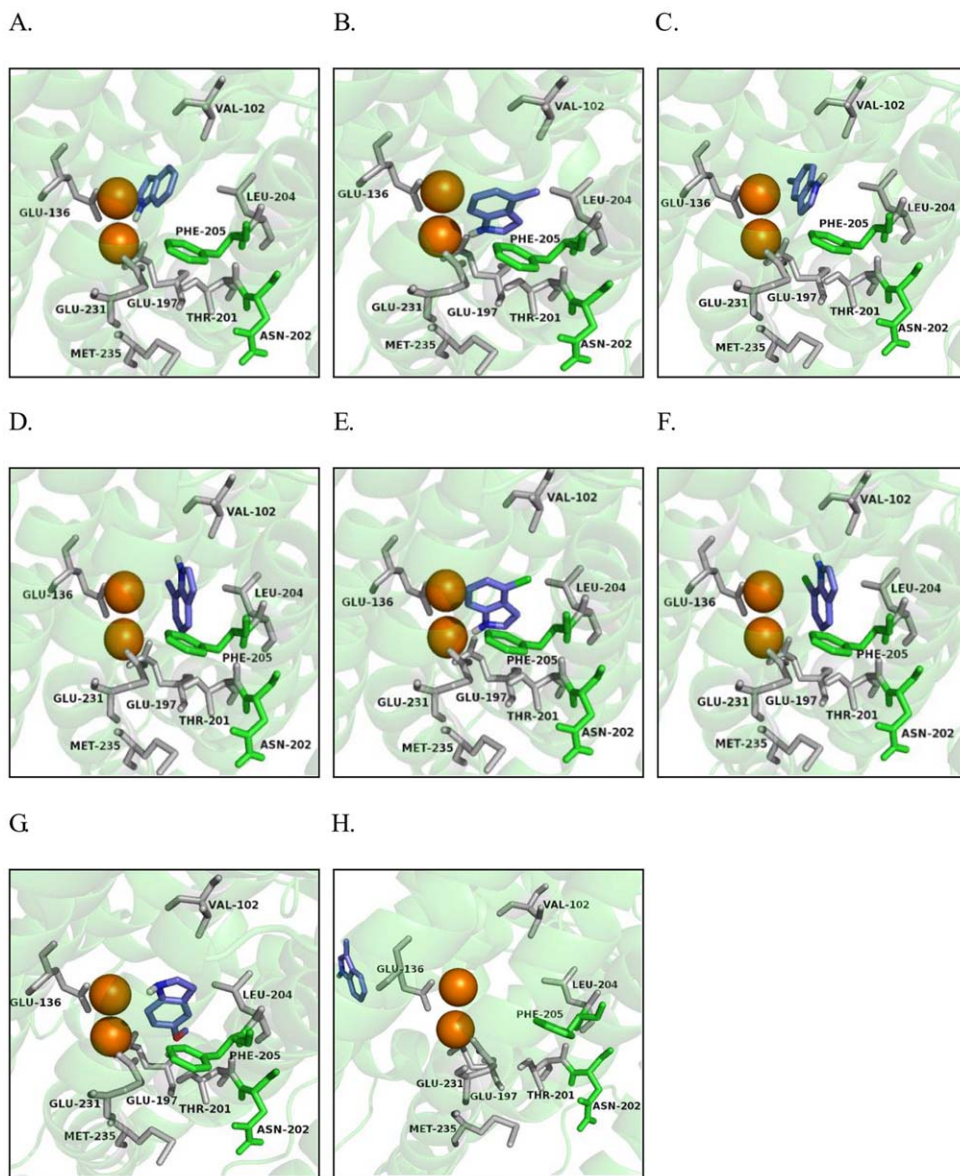 A.
B.
C.
VAL-102
GLU-136
LEU-204
PHE-205
GLU-231
GLU-197
THR-201
ASN-202
MET-235
VAL-102
GLU-136
LEU-204
PHE-205
GLU-231
GLU-197
THR-201
ASN-202
MET-235
VAL-102
GLU-136
LEU-204
PHE-205
GLU-231
GLU-197
THR-201
ASN-202
MET-235
D.
E.
F.
VAL-102
GLU-136
LEU-204
PHE-205
GLU-231
GLU-197
THR-201
MET-235
ASN-202
VAL-102
GLU-136
LEU-204
PHE-205
GLU-231
GLU-197
THR-201
MET-235
ASN-202
VAL-102
GLU-136
LEU-204
PHE-205
GLU-231
GLU-197
THR-201
MET-235
ASN-202
G.
H.
VAL-102
GLU-136
LEU-204
PHE-205
GLU-231
GLU-197
THR-201
MET-235
ASN-202
VAL-102
GLU-136
LEU-204
PHE-205
GLU-231
GLU-197
THR-201
ASN-202
MET-235